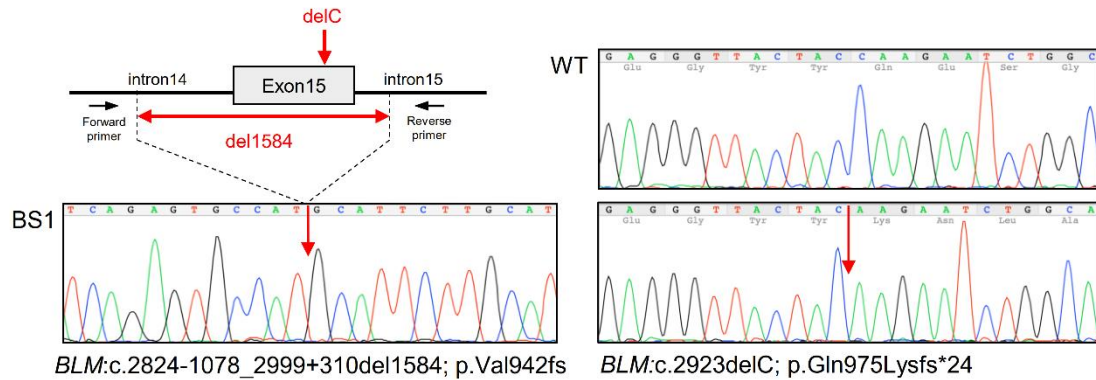 delC
intron14
Exon15
intron15
Forward
primer
Reverse
primer
del1584
BS1
T C A G A G T G C C A T G C A T T C T T G C A T
BLM:c.2824-1078_2999+310del1584; p.Val942fs
WT
G A G G G T T A C T A C C A A G A A T C T G G C
Glu Gly Tyr Tyr Gln Glu Ser Gly
G A G G G T T A C T A C A A G A A T C T G G C A
Glu Gly Tyr Tyr Lys Asn Leu Ala
BLM:c.2923delC; p.Gln975Lysfs*24